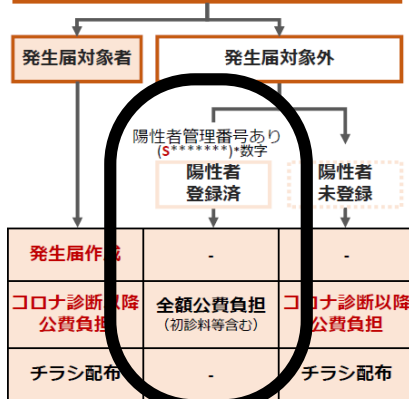 発生届対象者
発生届対象外
陽性者管理番号あり
(S*******)*数字
陽性者
登録済
陽性者
未登録
発生届作成
-
-
コロナ診断以降
公費負担
全額公費負担
(初診料等含む)
コロナ診断以降
公費負担
チラシ配布
-
チラシ配布